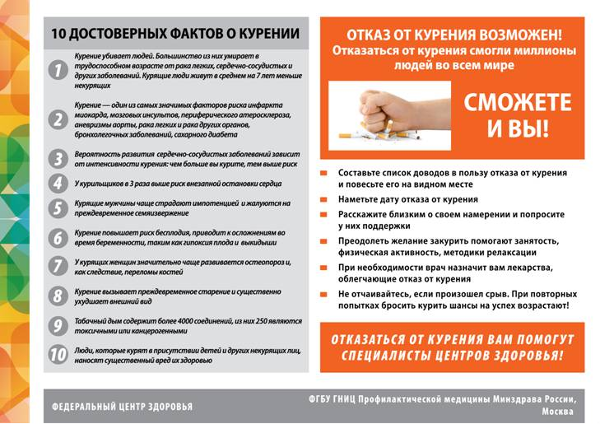 10 ДОСТОВЕРНЫХ ФАКТОВ О КУРЕНИИ
1
Курение убивает людей. Большинство из них умирает в
трудоспособном возрасте от рака легких, сердечно-сосудистых и
других заболеваний. Курящие люди живут в среднем на 7 лет меньше
некурящих
2
Курение — один из самых значимых факторов риска инфаркта
миокарда, мозговых инсультов, периферического атеросклероза,
аневризмы аорты, рака легких и рака других органов,
бронхолегочных заболеваний, сахарного диабета
3
Вероятность развития сердечно-сосудистых заболеваний зависит
от интенсивности курения: чем больше вы курите, тем выше риск
4
У курильщиков в 3 раза выше риск внезапной остановки сердца
5
Курящие мужчины чаще страдают импотенцией и жалуются на
преждевременное семяизвержение
6
Курение повышает риск бесплодия, приводит к осложнениям во
время беременности, таким как гипоксия плода и выкидыши
7
У курящих женщин значительно чаще развивается остеопороз и,
как следствие, переломы костей
8
Курение вызывает преждевременное старение и существенно
ухудшает внешний вид
9
Табачный дым содержит более 4000 соединений, из них 250 являются
токсичными или канцерогенными
10
Люди, которые курят в присутствии детей и других некурящих лиц,
наносят существенный вред их здоровью
ОТКАЗ ОТ КУРЕНИЯ ВОЗМОЖЕН!
Отказаться от курения смогли миллионы
людей во всем мире
СМОЖЕТЕ
И ВЫ!
Составьте список доводов в пользу отказа от курения
и повесьте его на видном месте
Наметьте дату отказа от курения
Расскажите близким о своем намерении и попросите
у них поддержки
Преодолеть желание закурить помогают занятость,
физическая активность, методики релаксации
При необходимости врач назначит вам лекарства,
облегчающие отказ от курения
Не отчаивайтесь, если произошел срыв. При повторных
попытках бросить курить шансы на успех возрастают!
ОТКАЗАТЬСЯ ОТ КУРЕНИЯ ВАМ ПОМОГУТ
СПЕЦИАЛИСТЫ ЦЕНТРОВ ЗДОРОВЬЯ!
ФЕДЕРАЛЬНЫЙ ЦЕНТР ЗДОРОВЬЯ
ФГБУ ГНИЦ Профилактической медицины Минздрава России,
Москва